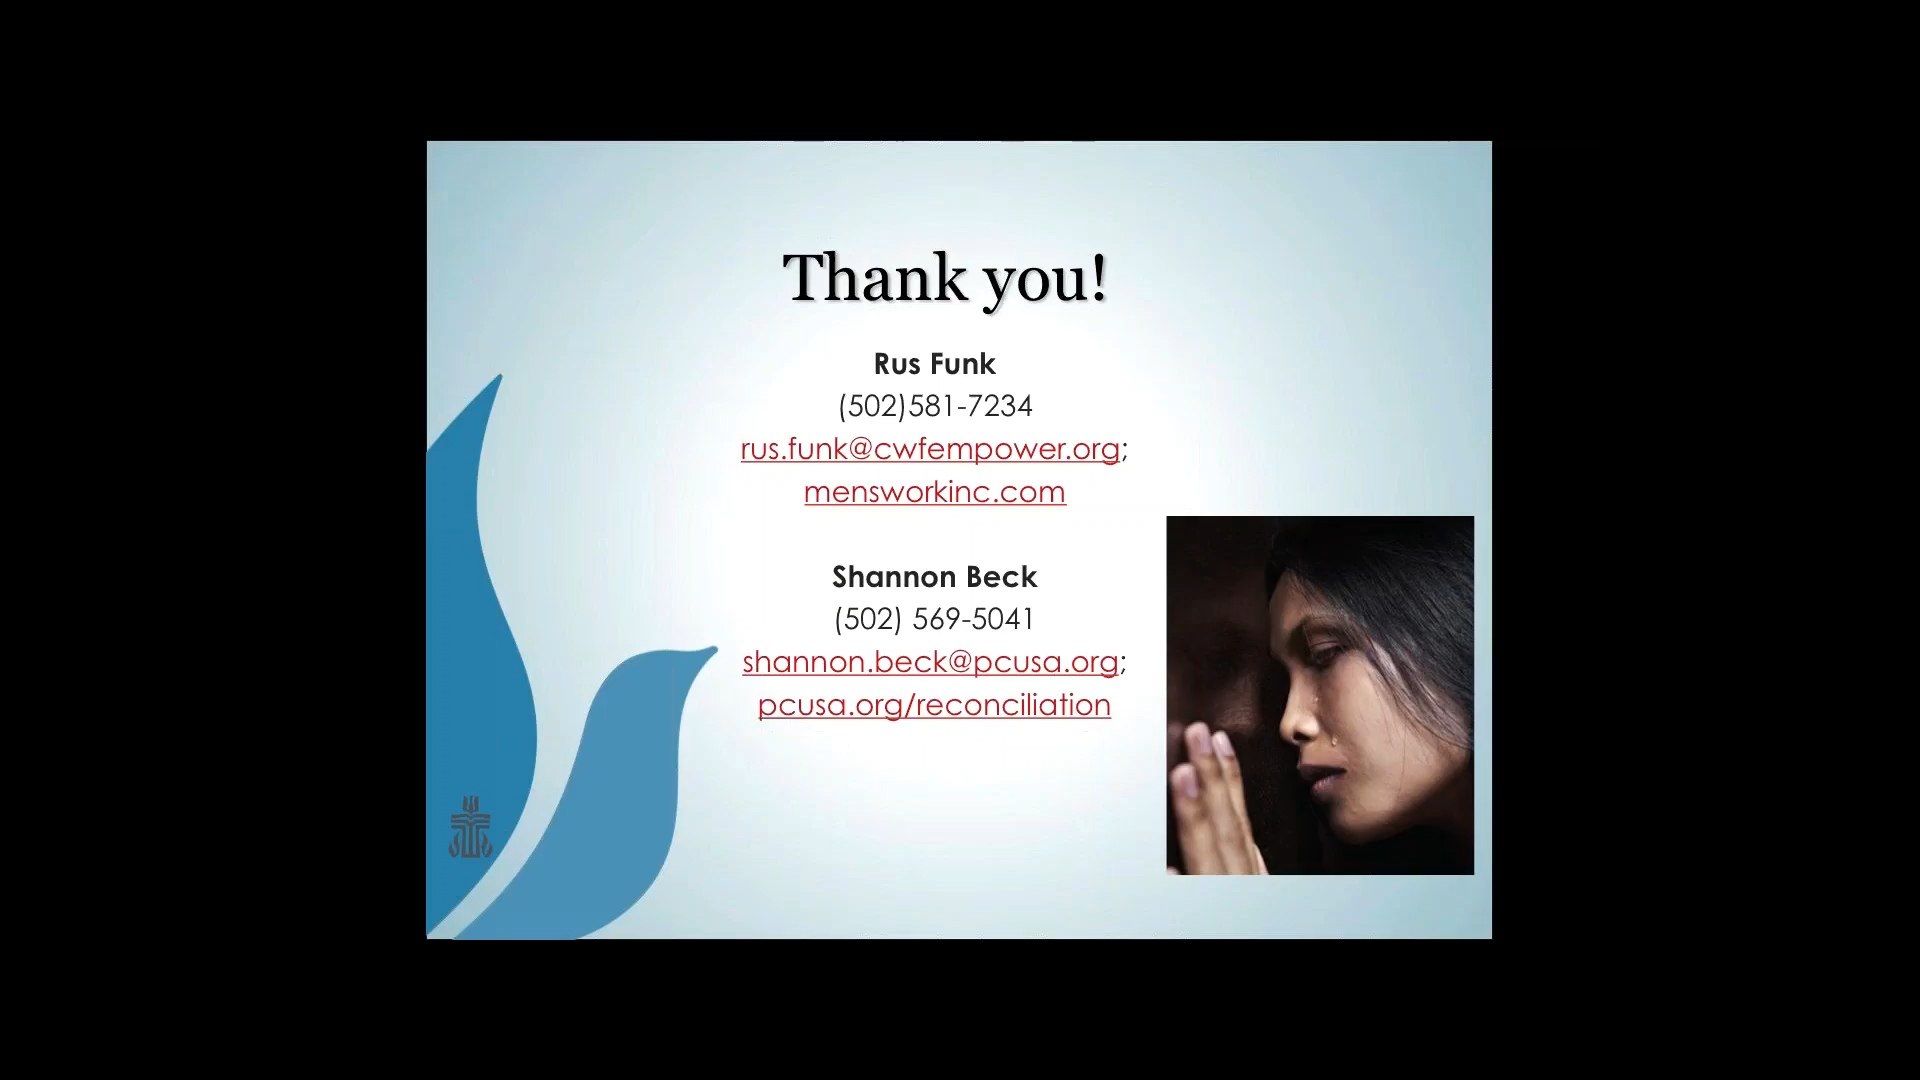 Thank you!
Rus Funk
(502)581-7234
rus.funk@cwfempower.org;
mensworkinc.com
Shannon Beck
(502) 569-5041
shannon.beck@pcusa.org;
pcusa.org/reconciliation